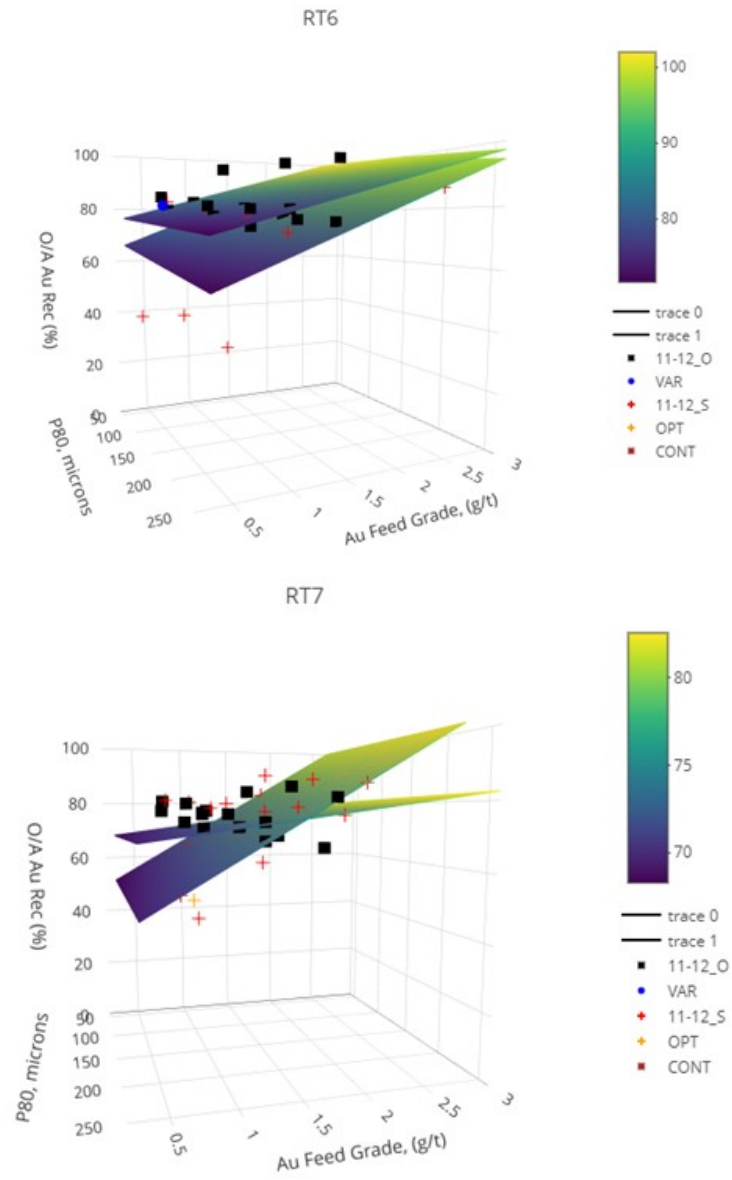 RT6
100
80
60
40
20
0
O/A Au Rec (%)
50
100
150
200
250
P80, microns
0.5
1
1.5
2
2.5
3
Au Feed Grade, (g/t)
100
90
80
trace 0
trace 1
11-12_O
VAR
11-12_S
OPT
CONT
RT7
100
80
60
40
20
0
O/A Au Rec (%)
50
100
150
200
250
P80, microns
0.5
1
1.5
2
2.5
3
Au Feed Grade, (g/t)
80
75
70
trace 0
trace 1
11-12_O
VAR
11-12_S
OPT
CONT